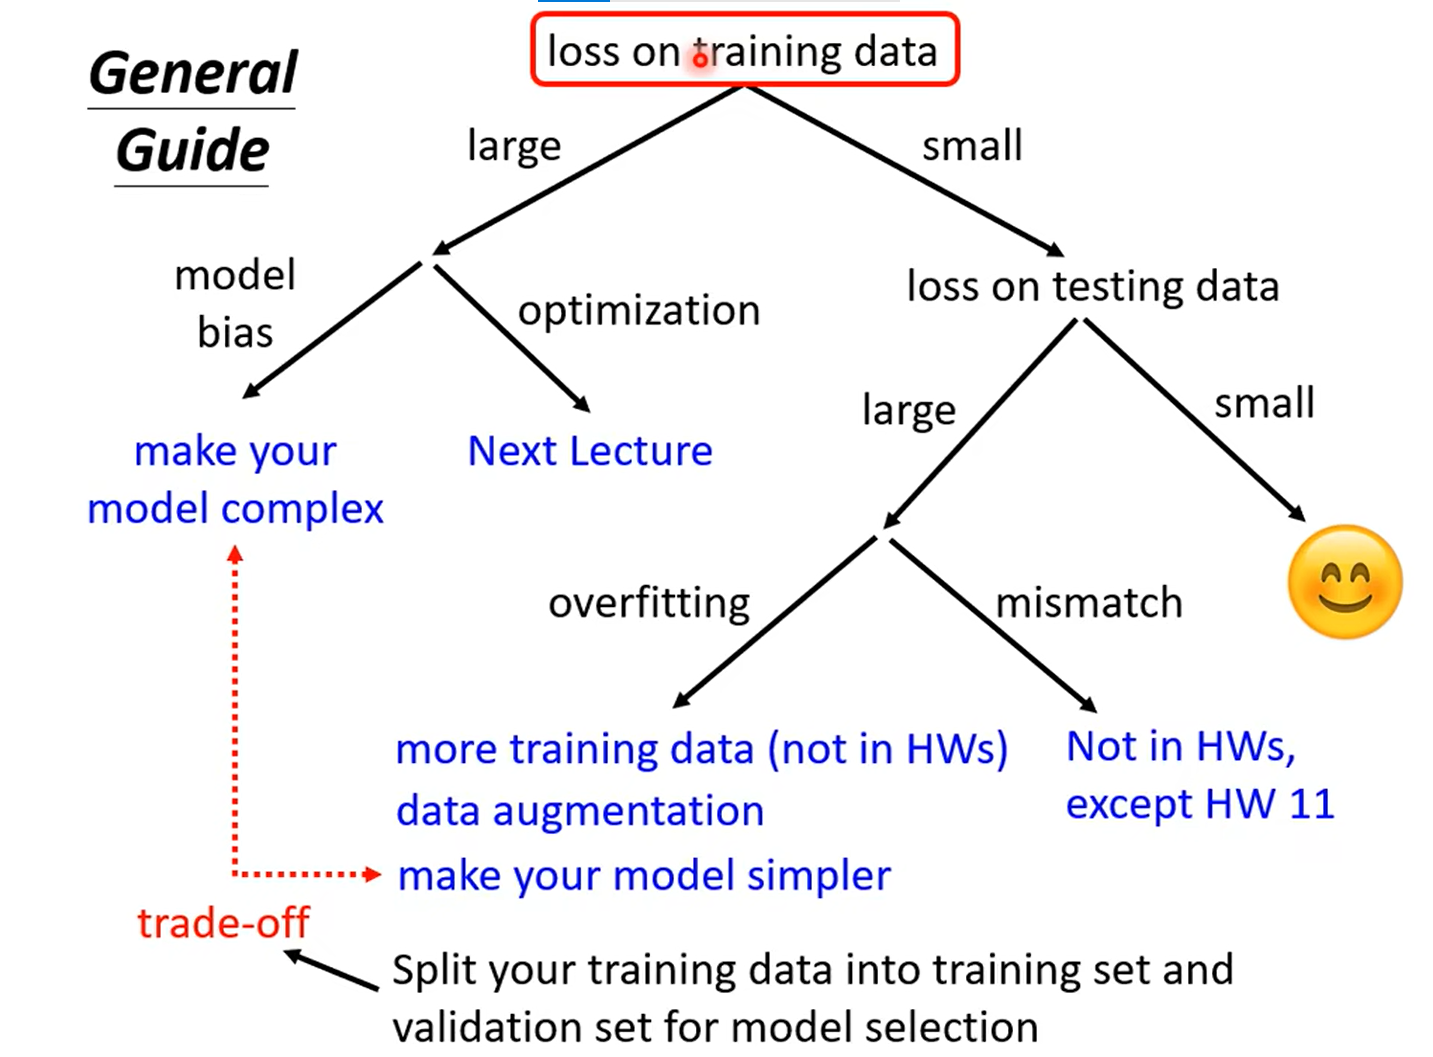 General
Guide
loss on training data
large
small
model
bias
optimization
loss on testing data
make your
model complex
Next Lecture
large
small
overfitting
mismatch
more training data (not in HWs)
data augmentation
make your model simpler
Not in HWs,
except HW 11
trade-off
Split your training data into training set and
validation set for model selection